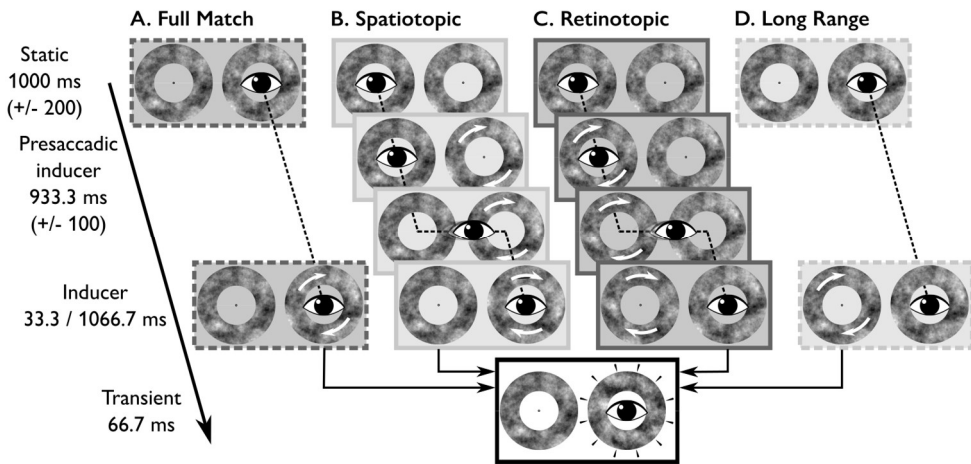 A. Full Match
B. Spatiotopic
C. Retinotopic
D. Long Range
Static
1000 ms
(+/- 200)
Presaccadic
inducer
933.3 ms
(+/- 100)
Inducer
33.3 / 1066.7 ms
Transient
66.7 ms